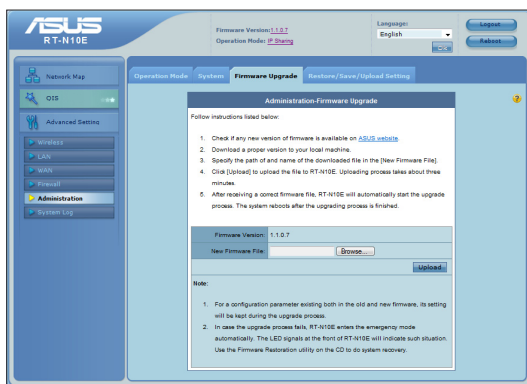 ASUS
RT-N10E
Firmware Version:1.1.0.7
Operation Mode: IP Sharing
Language:
English
Logout
Reboot
Network Map
QIS
Advanced Setting
Wireless
LAN
WAN
Firewall
Administration
System Log
Operation Mode
System
Firmware Upgrade
Restore/Save/Upload Setting
Administration-Firmware Upgrade
Follow instructions listed below:
1. Check if any new version of firmware is available on ASUS website.
2. Download a proper version to your local machine.
3. Specify the path of and name of the downloaded file in the [New Firmware File].
4. Click [Upload] to upload the file to RT-N10E. Uploading process takes about three
minutes.
5. After receiving a correct firmware file, RT-N10E will automatically start the upgrade
process. The system reboots after the upgrading process is finished.
Firmware Version: 1.1.0.7
New Firmware File: Browse...
Upload
Note:
1. For a configuration parameter existing both in the old and new firmware, its setting
will be kept during the upgrade process.
2. In case the upgrade process fails, RT-N10E enters the emergency mode
automatically. The LED signals at the front of RT-N10E will indicate such situation.
Use the Firmware Restoration utility on the CD to do system recovery.